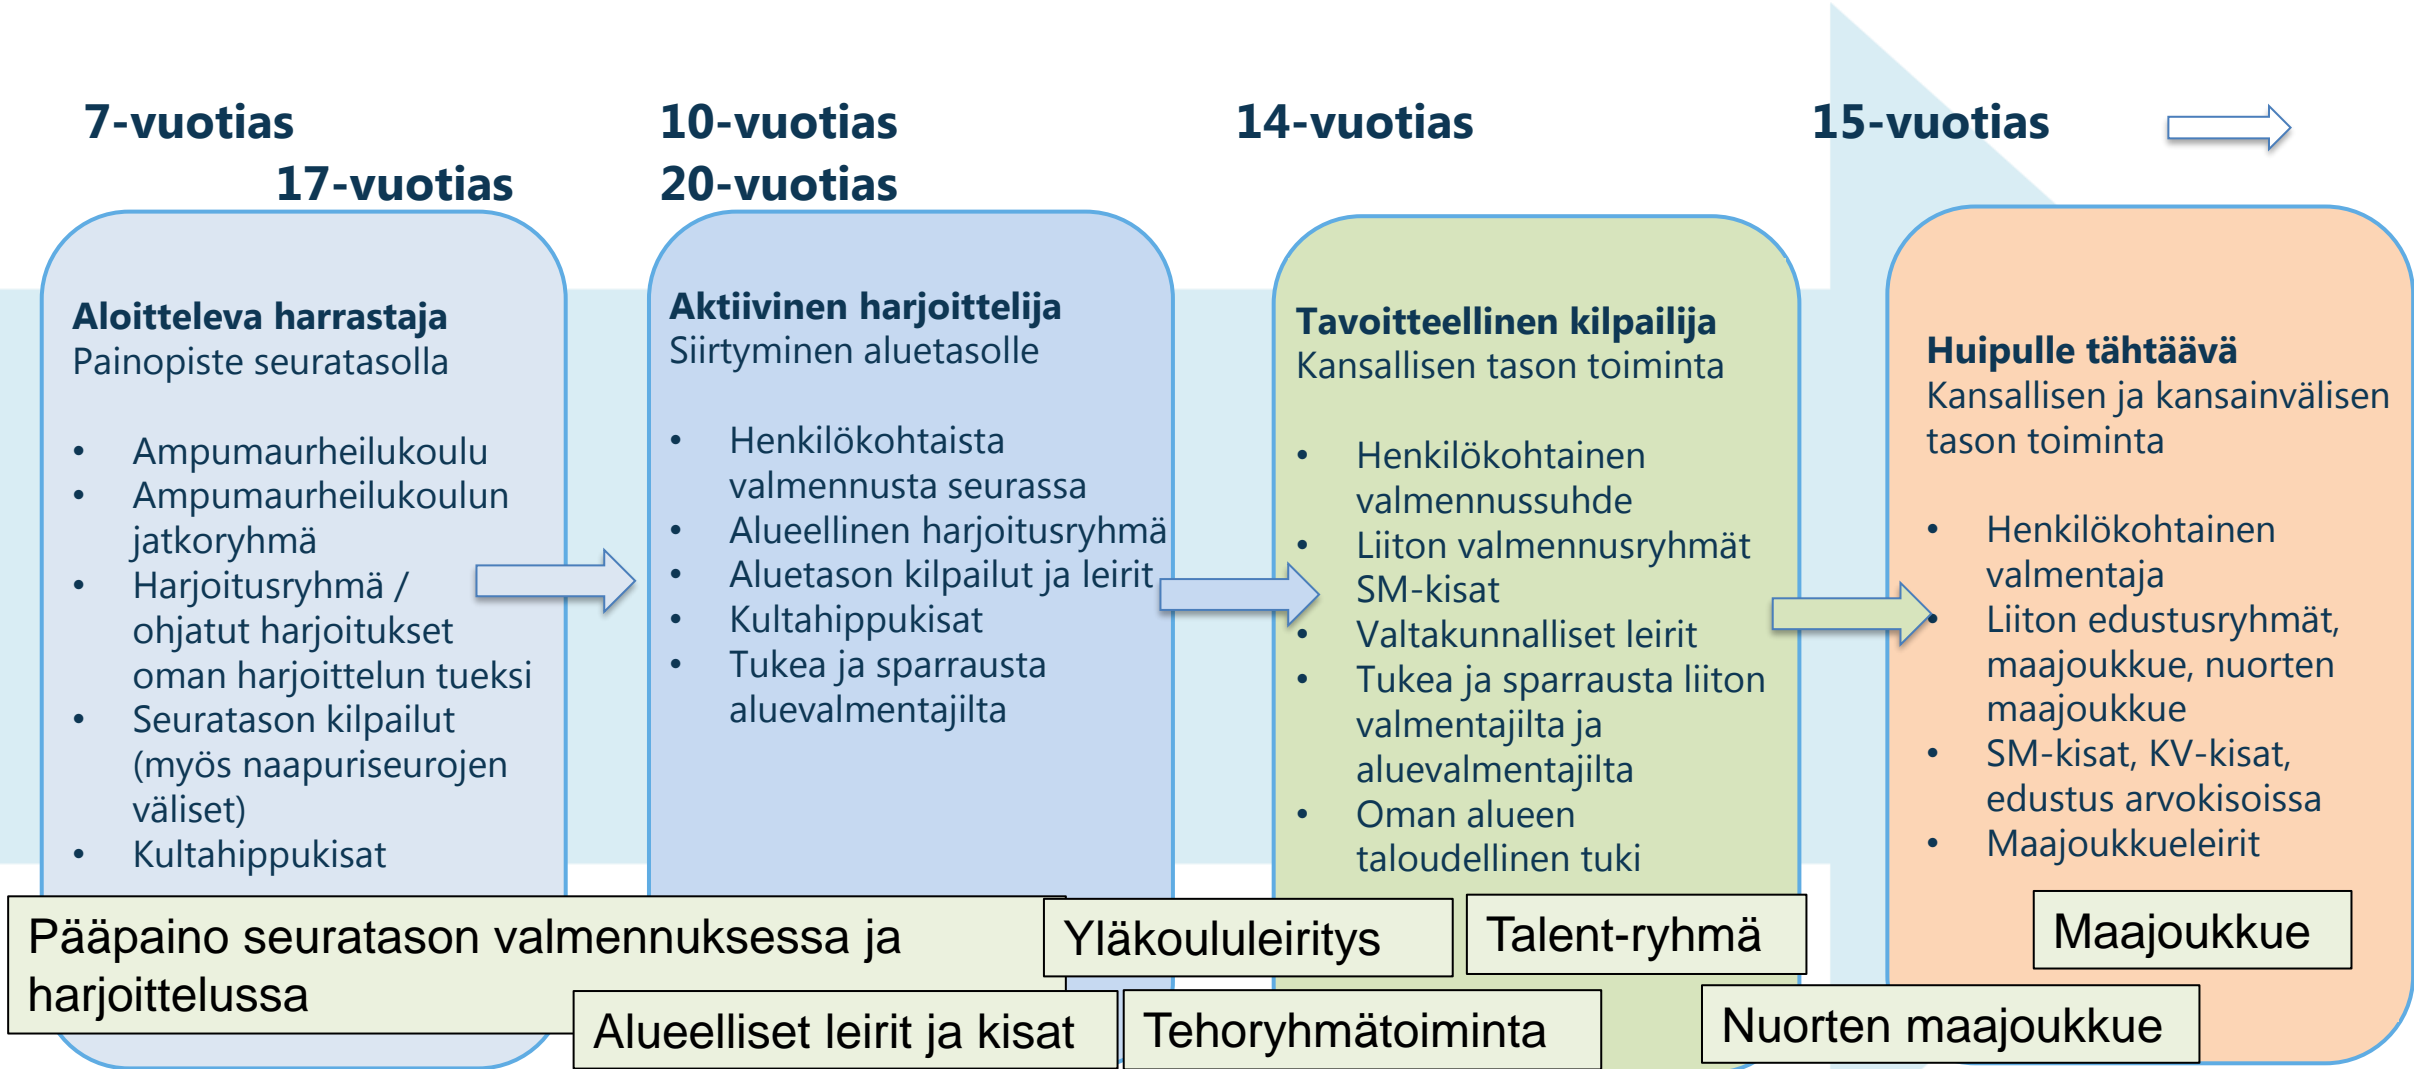 7-vuotias
10-vuotias
14-vuotias
15-vuotias
17-vuotias
20-vuotias
Aloitteleva harrastaja
Painopiste seuratasolla
• Ampumaurheilukoulu
• Ampumaurheilukoulun
jatkoryhmä
• Harjoitusryhmä /
ohjatut harjoitukset
oman harjoittelun tueksi
• Seuratason kilpailut
(myös naapuriseurojen
väliset)
• Kultahippukisat
Aktiivinen harjoittelija
Siirtyminen aluetasolle
• Henkilökohtaista
valmennusta seurassa
• Alueellinen harjoitusryhmä
• Aluetason kilpailut ja leirit
• Kultahippukisat
• Tukea ja sparrausta
aluevalmentajilta
Tavoitteellinen kilpailija
Kansallisen tason toiminta
• Henkilökohtainen
valmennussuhde
• Liiton valmennusryhmät
• SM-kisat
• Valtakunnalliset leirit
• Tukea ja sparrausta liiton
valmentajilta ja
aluevalmentajilta
• Oman alueen
taloudellinen tuki
Huipulle tähtäävä
Kansallisen ja kansainvälisen
tason toiminta
• Henkilökohtainen
valmentaja
• Liiton edustusryhmät,
maajoukkue, nuorten
maajoukkue
• SM-kisat, KV-kisat,
edustus arvokisoissa
• Maajoukkueleirit
Pääpaino seuratason valmennuksessa ja
harjoittelussa
Alueelliset leirit ja kisat
Yläkoululeiritys
Tehoryhmätoiminta
Talent-ryhmä
Nuorten maajoukkue
Maajoukkue